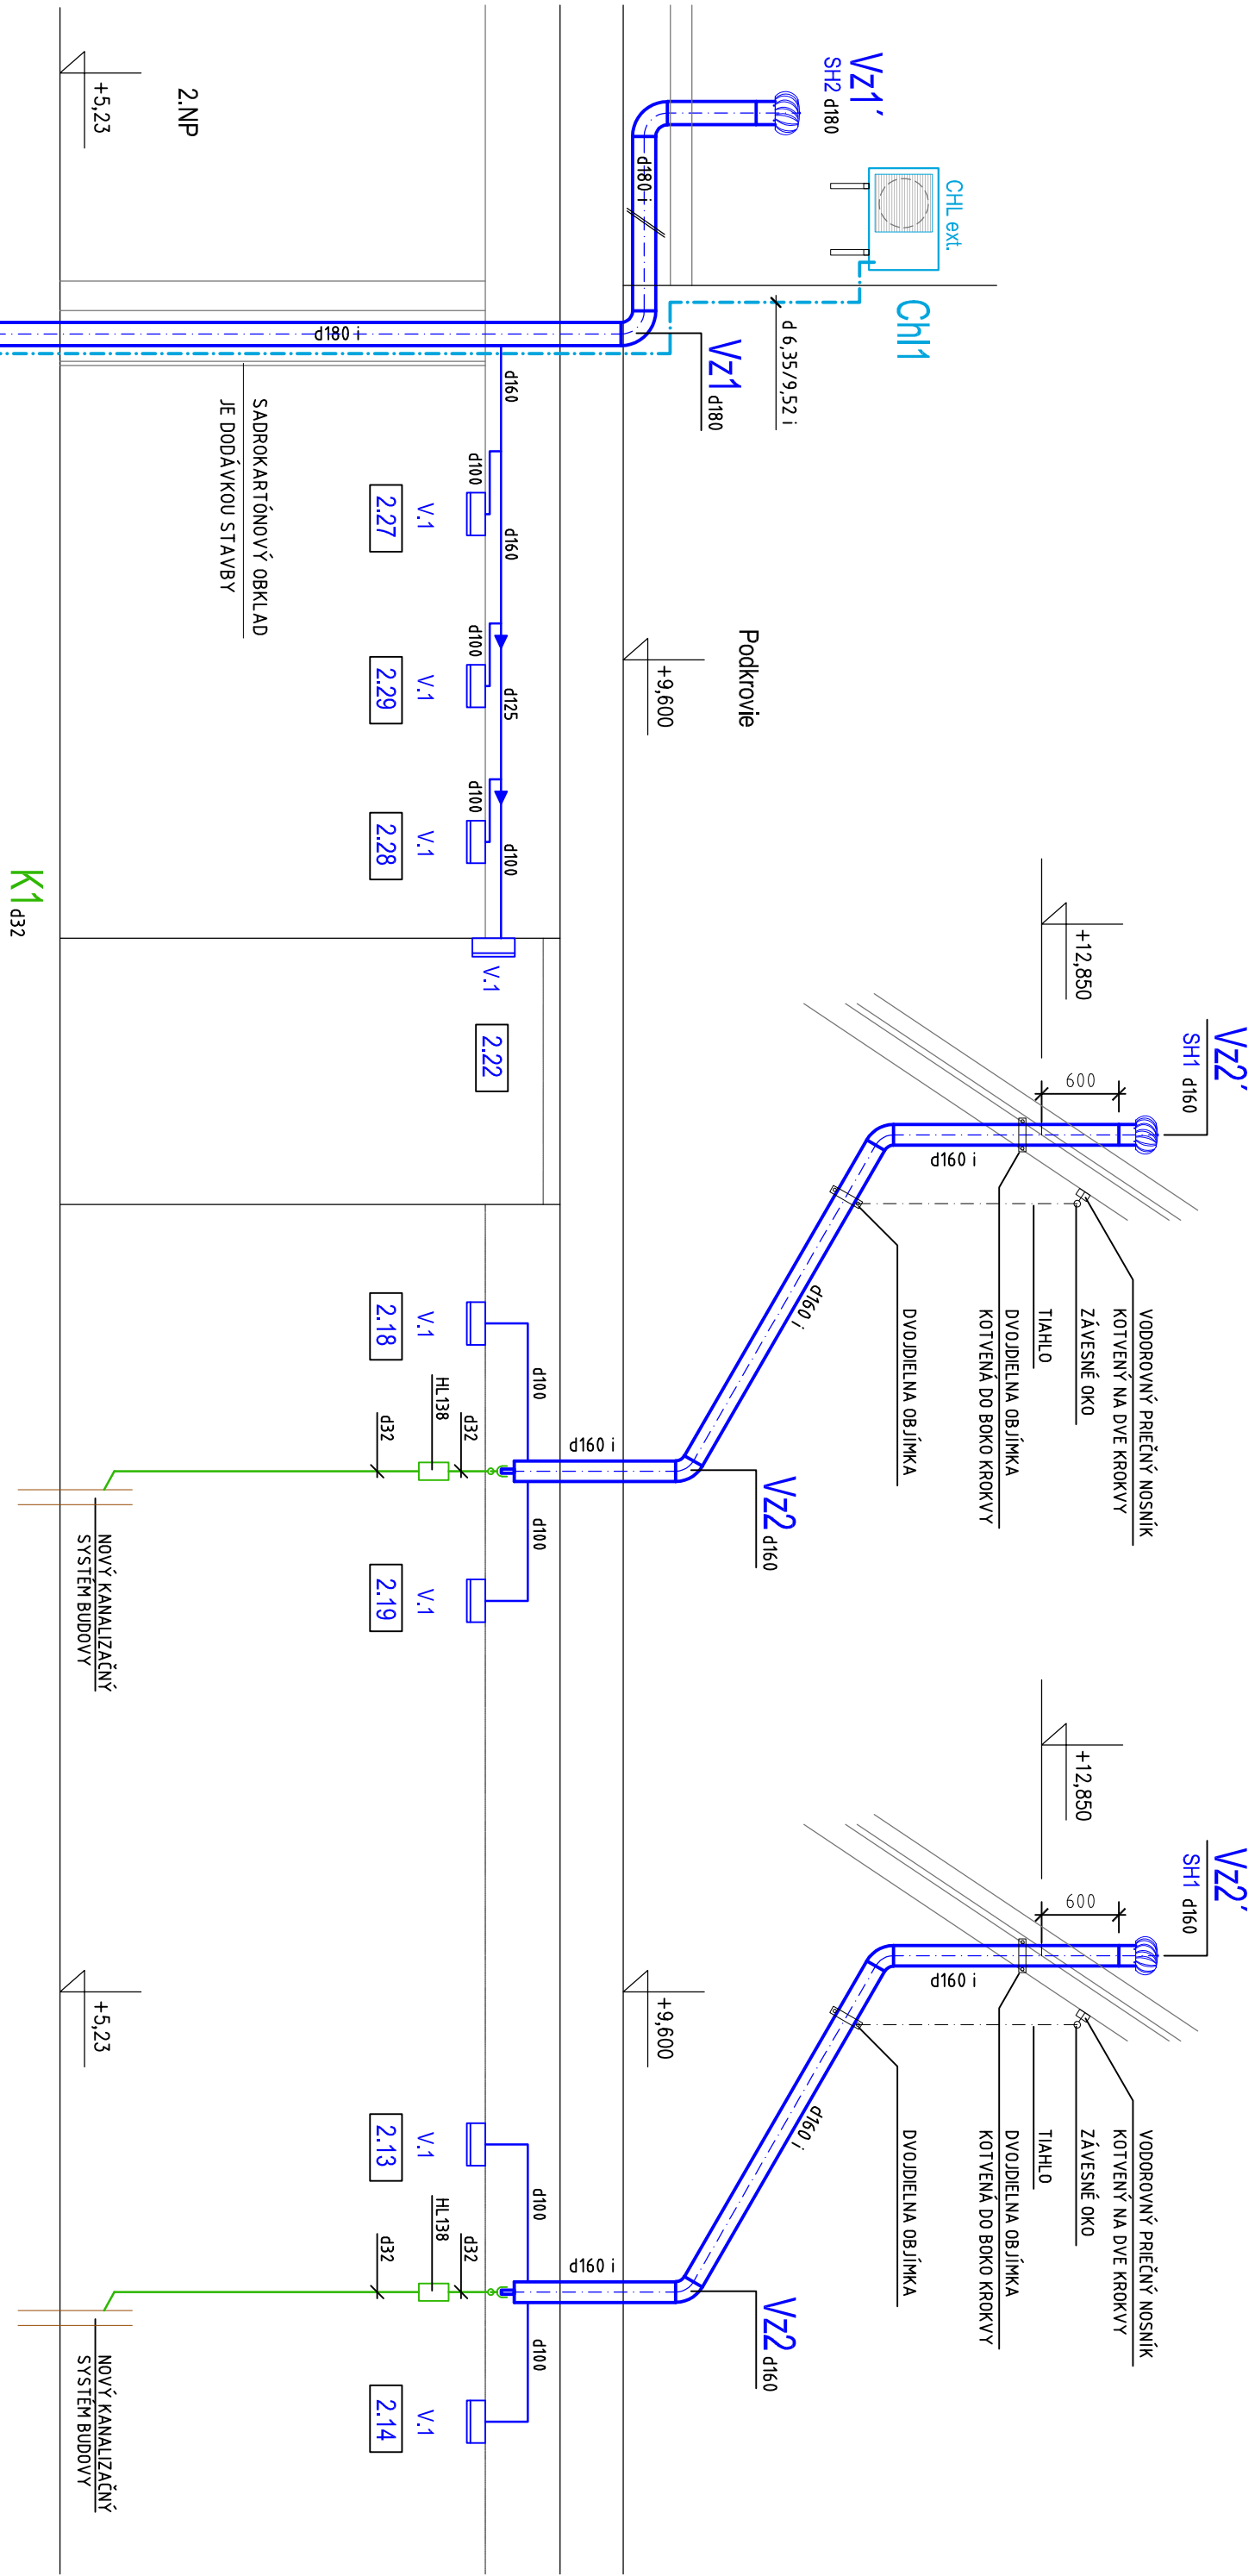 Vz1´
SH2 d180
CHL ext.
Chl1
d180 i
d 6,35/9,52 i
Vz1 d180
d180 i
2.NP
+5,23
SADROKARTÓNOVÝ OBKLAD
JE DODÁVKOU STAVBY
d160
d100
V.1
2.27
d160
d100
V.1
2.29
d125
d100
V.1
2.28
d100
V.1
2.22
Podkrovie
+9,600
K1 d32
+12,850
Vz2´
SH1 d160
600
d160 i
VODOROVNÝ PRIEČNÝ NOSNÍK
KOTVENÝ NA DVE KROKVY
ZÁVESNÉ OKO
TIAHLO
DVOJDIELNA OBJÍMKA
KOTVENÁ DO BOKO KROKVY
DVOJDIELNA OBJÍMKA
d160 i
Vz2 d160
d160 i
d100
V.1
2.18
d32
HL138
d32
d100
V.1
2.19
NOVÝ KANALIZAČNÝ
SYSTÉM BUDOVY
+12,850
Vz2´
SH1 d160
600
d160 i
VODOROVNÝ PRIEČNÝ NOSNÍK
KOTVENÝ NA DVE KROKVY
ZÁVESNÉ OKO
TIAHLO
DVOJDIELNA OBJÍMKA
KOTVENÁ DO BOKO KROKVY
DVOJDIELNA OBJÍMKA
d160 i
+9,600
+5,23
Vz2 d160
d160 i
d100
V.1
2.13
d32
HL138
d32
d100
V.1
2.14
NOVÝ KANALIZAČNÝ
SYSTÉM BUDOVY